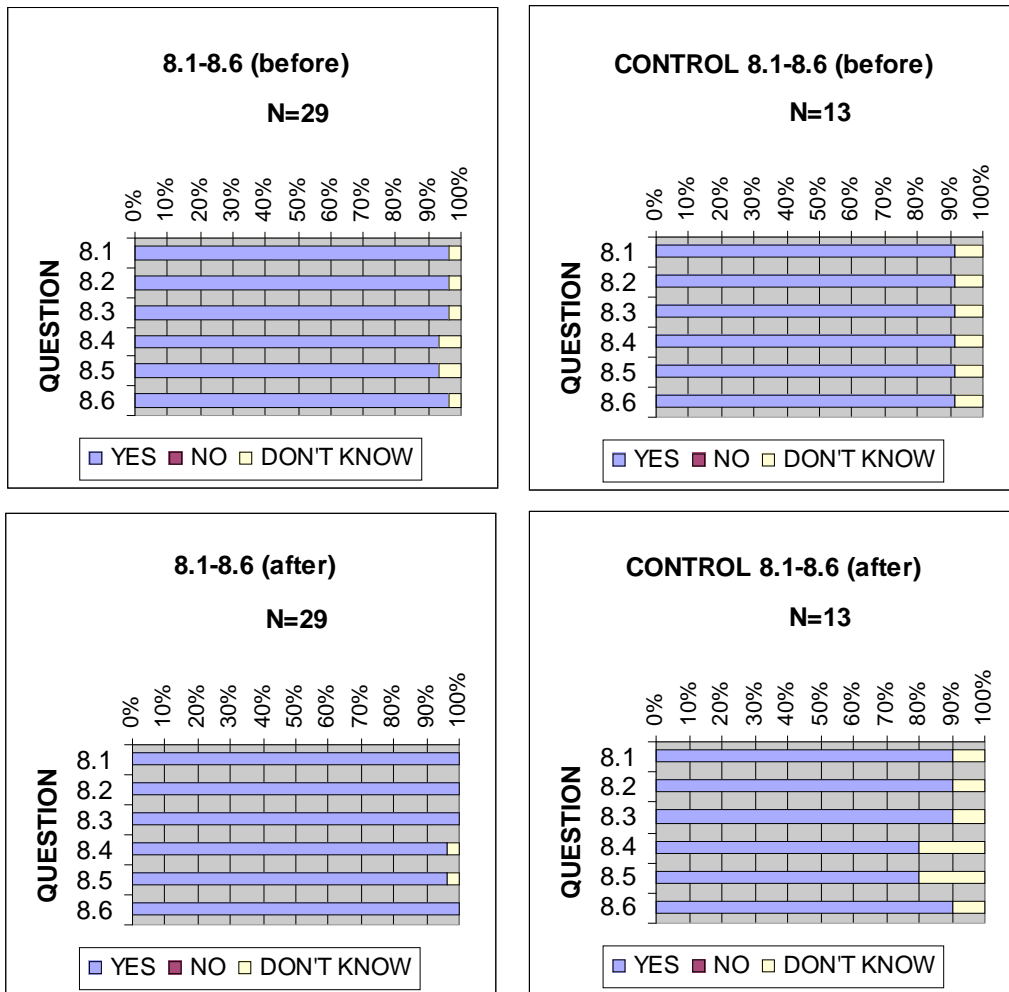 8.1-8.6 (before)
N=29
0% 10% 20% 30% 40% 50% 60% 70% 80% 90% 100%
QUESTION
8.1
8.2
8.3
8.4
8.5
8.6
YES NO DON'T KNOW
CONTROL 8.1-8.6 (before)
N=13
0% 10% 20% 30% 40% 50% 60% 70% 80% 90% 100%
QUESTION
8.1
8.2
8.3
8.4
8.5
8.6
YES NO DON'T KNOW
8.1-8.6 (after)
N=29
0% 10% 20% 30% 40% 50% 60% 70% 80% 90% 100%
QUESTION
8.1
8.2
8.3
8.4
8.5
8.6
YES NO DON'T KNOW
CONTROL 8.1-8.6 (after)
N=13
0% 10% 20% 30% 40% 50% 60% 70% 80% 90% 100%
QUESTION
8.1
8.2
8.3
8.4
8.5
8.6
YES NO DON'T KNOW